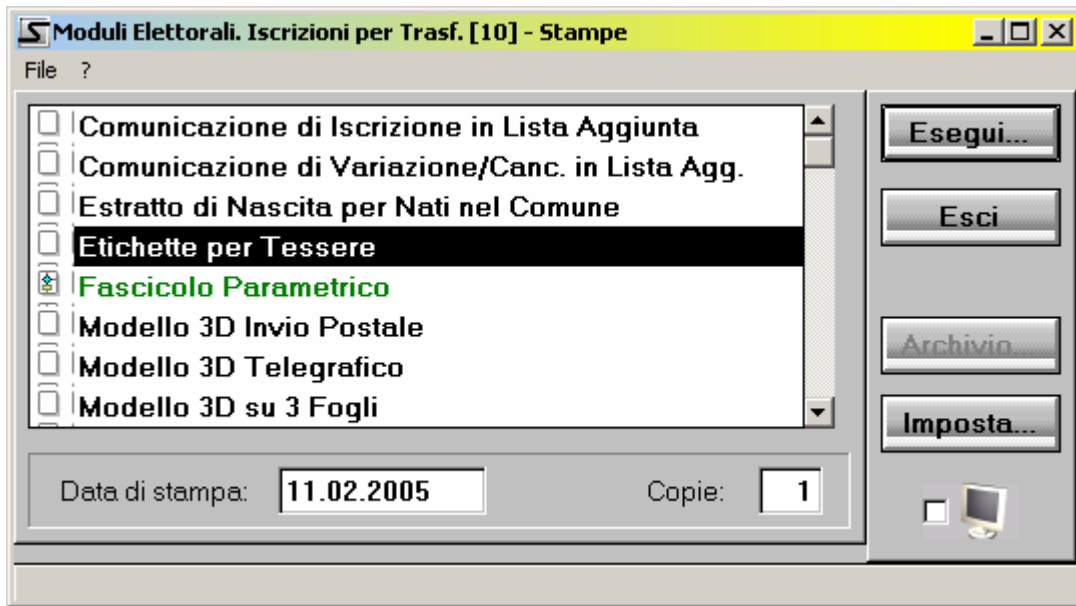 Moduli Elettorali. Iscrizioni per Trasf. [10] - Stampe
File ?
Comunicazione di Iscrizione in Lista Aggiunta
Comunicazione di Variazione/Canc. in Lista Agg.
Estratto di Nascita per Nati nel Comune
Etichette per Tessere
Fascicolo Parametrico
Modello 3D Invio Postale
Modello 3D Telegrafico
Modello 3D su 3 Fogli
Esegui...
Esci
Archivio...
Imposta...
Data di stampa: 11.02.2005 Copie: 1